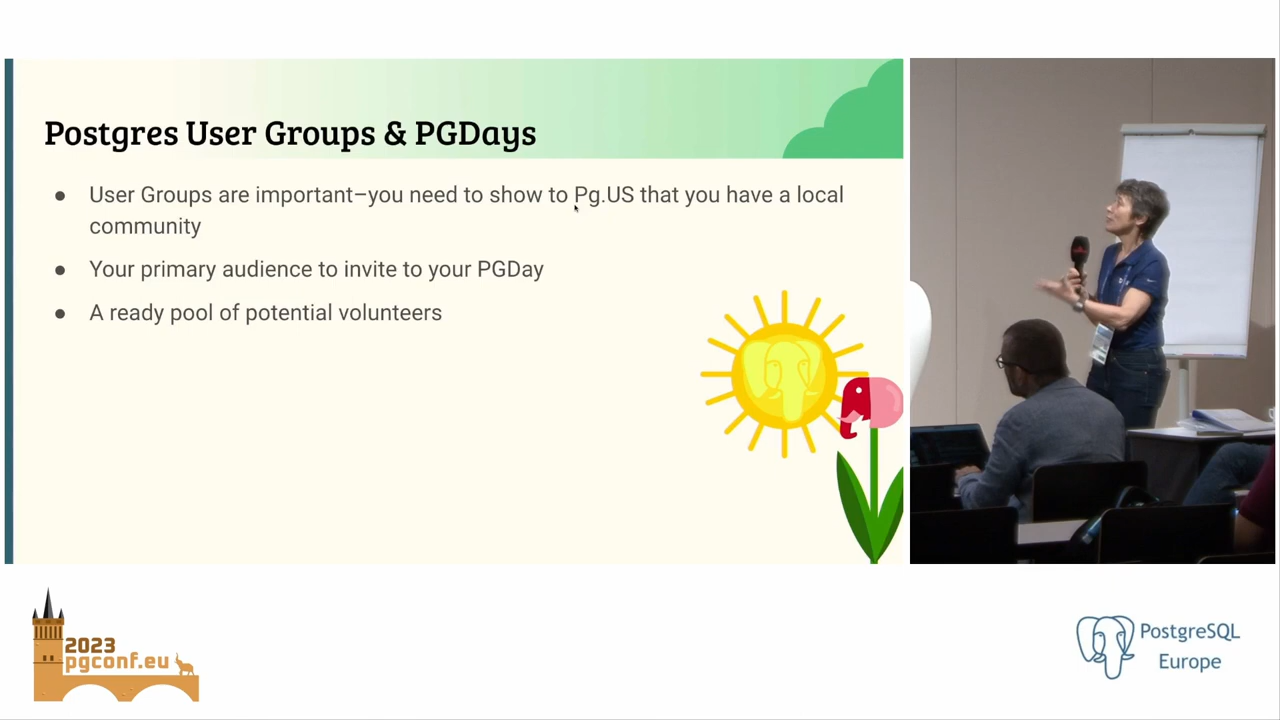 Postgres User Groups & PGDays
● User Groups are important–you need to show to Pg.US that you have a local
community
● Your primary audience to invite to your PGDay
● A ready pool of potential volunteers
2023
pgconf.eu
PostgreSQL
Europe